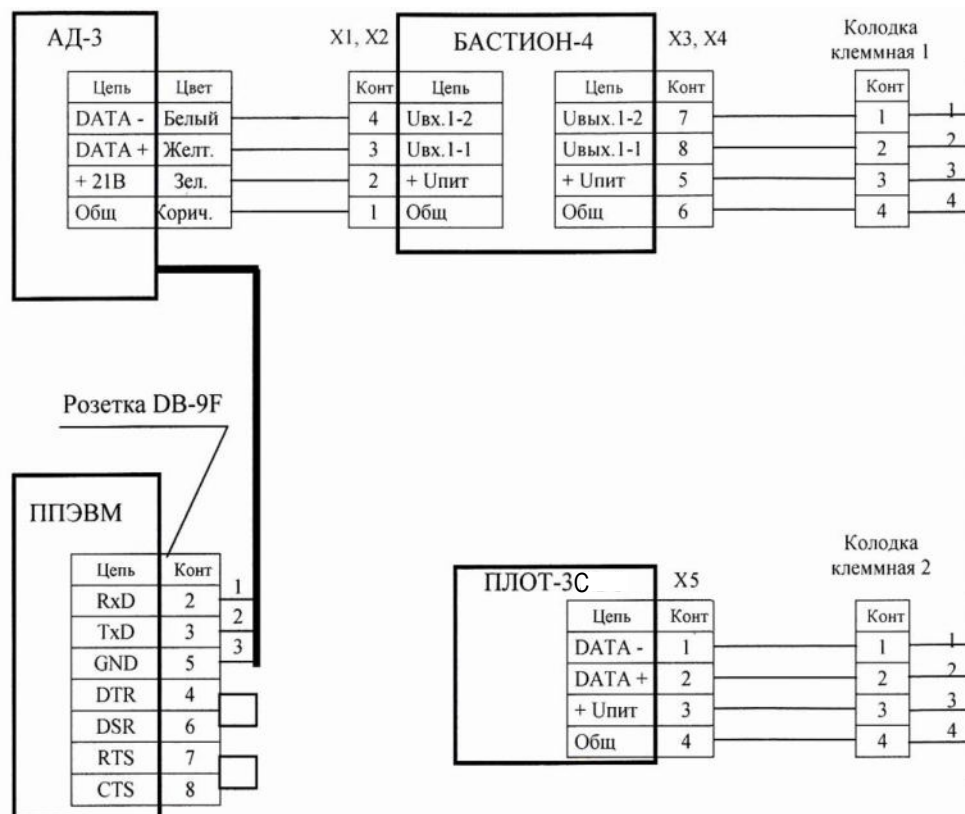 АД-3
X1, X2
БАСТИОН-4
X3, X4
Колодка
клеммная 1
Цепь Цвет
DATA - Белый
DATA + Желт.
+ 21В Зел.
Общ Корич.
Конт Цепь
4 Uвх.1-2
3 Uвх.1-1
2 + Uпит
1 Общ
Цепь Конт
Uвых.1-2 7
Uвых.1-1 8
+ Uпит 5
Общ 6
Конт
1 1
2 2
3 3
4 4
Розетка DB-9F
ППЭВМ
Цепь Конт
RxD 2 1
TxD 3 2
GND 5 3
DTR 4
DSR 6
RTS 7
CTS 8
ПЛОТ-3С
X5
Колодка
клеммная 2
Цепь Конт
DATA - 1
DATA + 2
+ Uпит 3
Общ 4
Конт
1 1
2 2
3 3
4 4